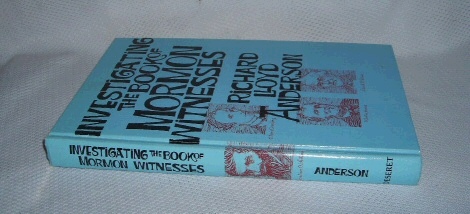 INVESTIGATING
THE BOOK OF
MORMON
WITNESSES
RICHARD
LLOYD
ANDERSON
INVESTIGATING THE BOOK OF
MORMON WITNESSES
ANDERSON
DESERET